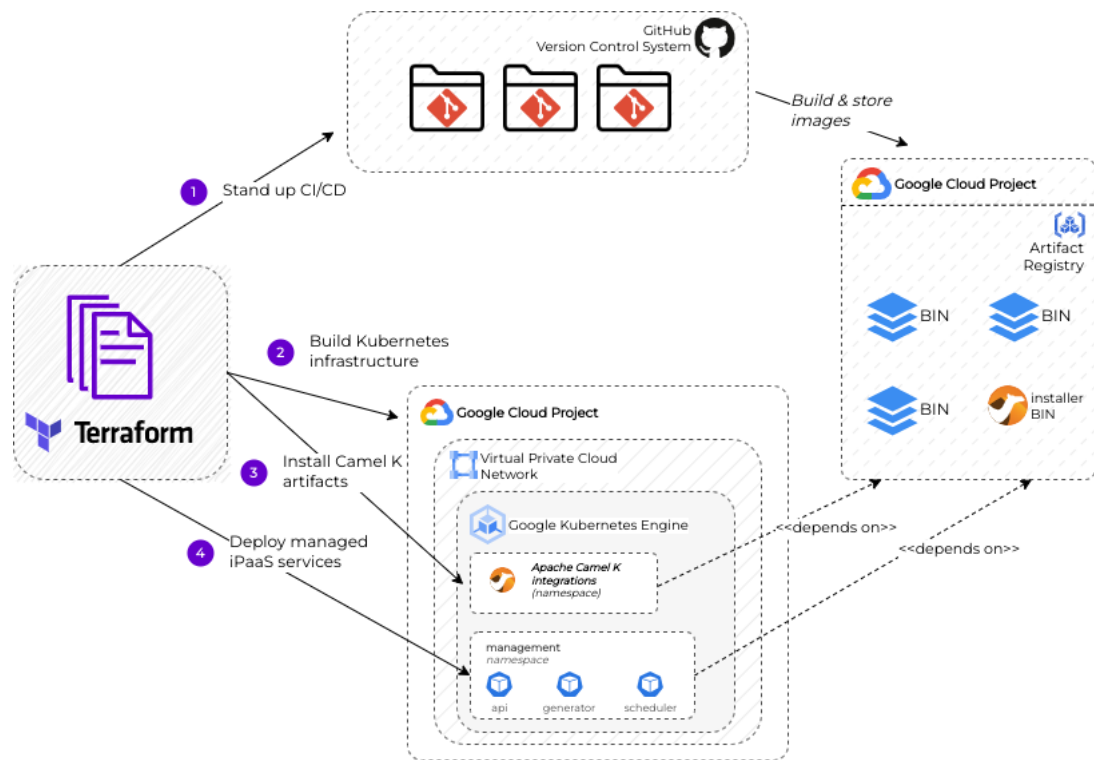 GitHub
Version Control System
Build & store
images
1
Stand up CI/CD
Google Cloud Project
Artifact
Registry
BIN
BIN
BIN
installer
BIN
Terraform
2
Build Kubernetes
infrastructure
3
Install Camel K
artifacts
4
Deploy managed
iPaaS services
Google Cloud Project
Virtual Private Cloud
Network
Google Kubernetes Engine
Apache Camel K
integrations
(namespace)
management
namespace
api
generator
scheduler
<<depends on>>
<<depends on>>